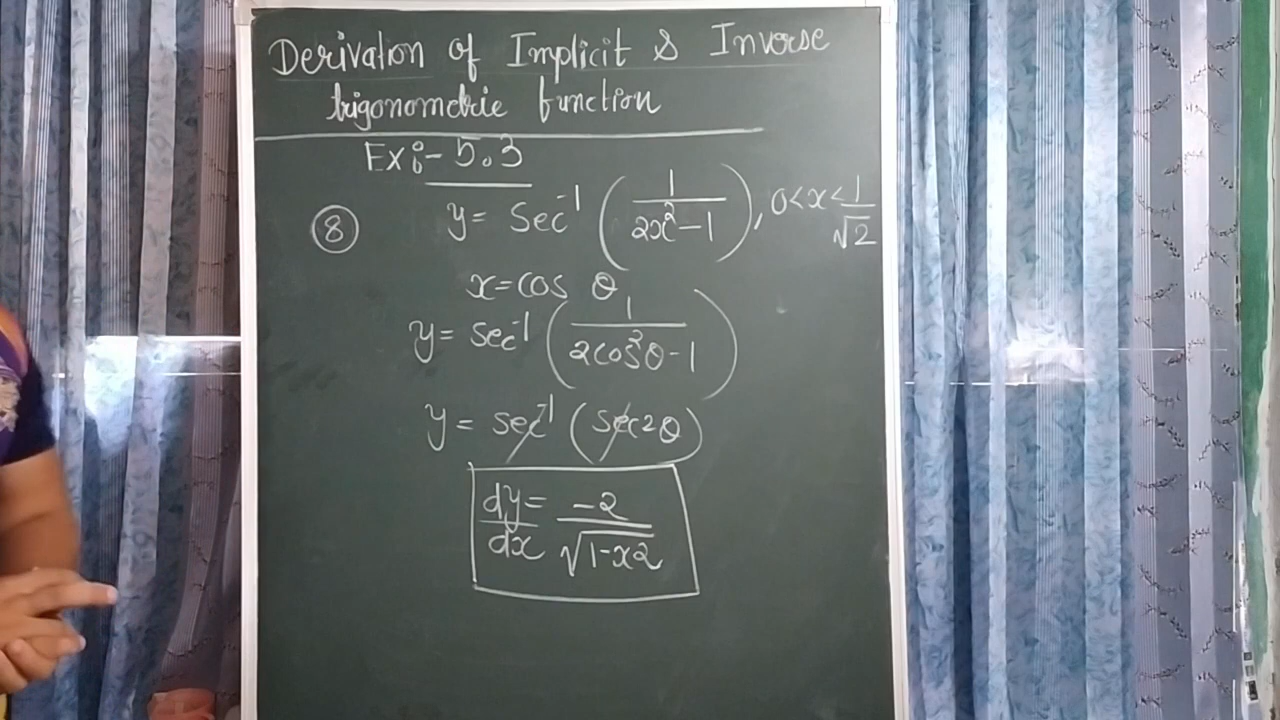 Derivation of Implicit & Inverse
trigonometric function
Ex:- 5.3
⑧ y = Sec⁻¹ (1/(2x²-1)), 0<x<1/√2
x = cos θ
y = sec⁻¹ (1/(2cos²θ-1))
y = sec⁻¹ (sec2θ)
dy/dx = -2/√(1-x2)